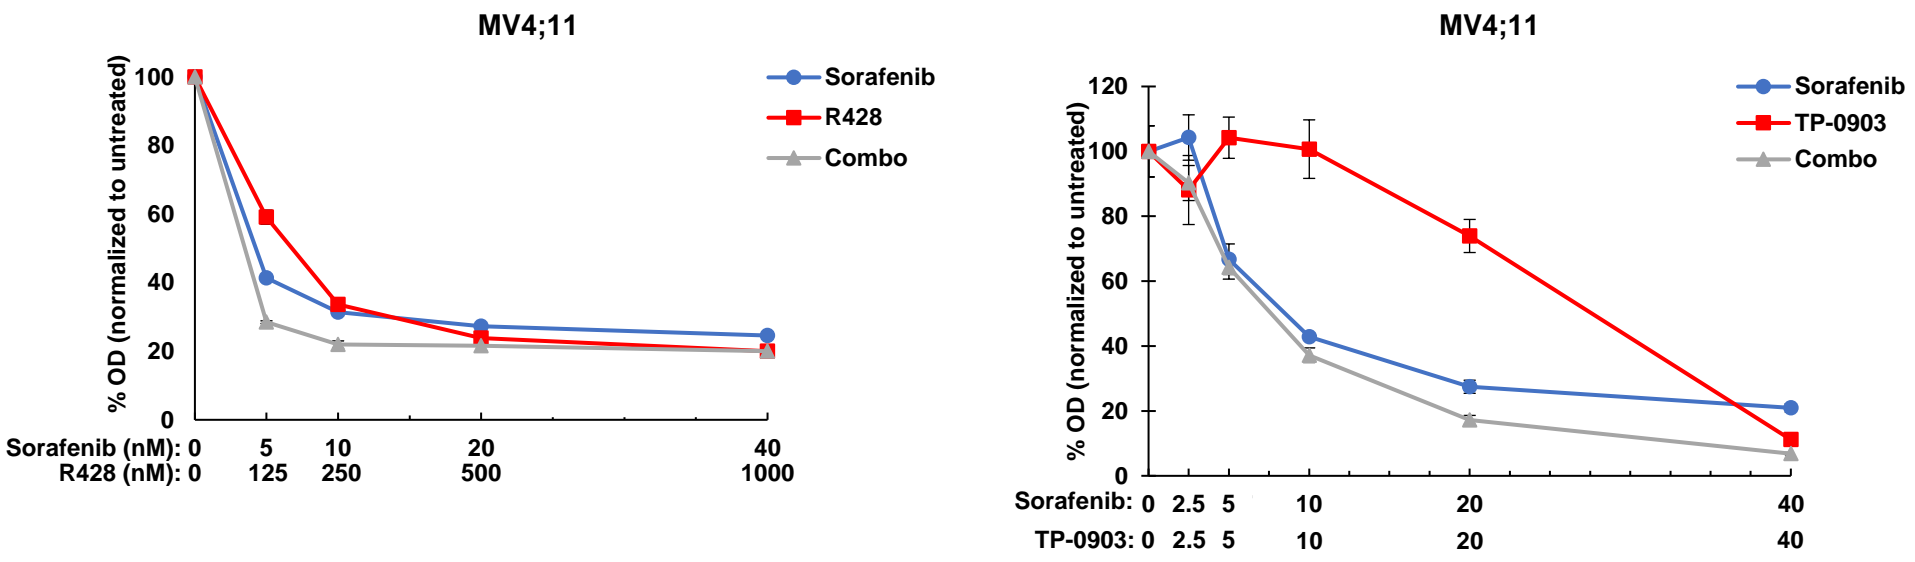 MV4;11
% OD (normalized to untreated)
100
80
60
40
20
0
Sorafenib
R428
Combo
Sorafenib (nM): 0 5 10 20 40
R428 (nM): 0 125 250 500 1000
MV4;11
% OD (normalized to untreated)
120
100
80
60
40
20
0
Sorafenib
TP-0903
Combo
Sorafenib: 0 2.5 5 10 20 40
TP-0903: 0 2.5 5 10 20 40